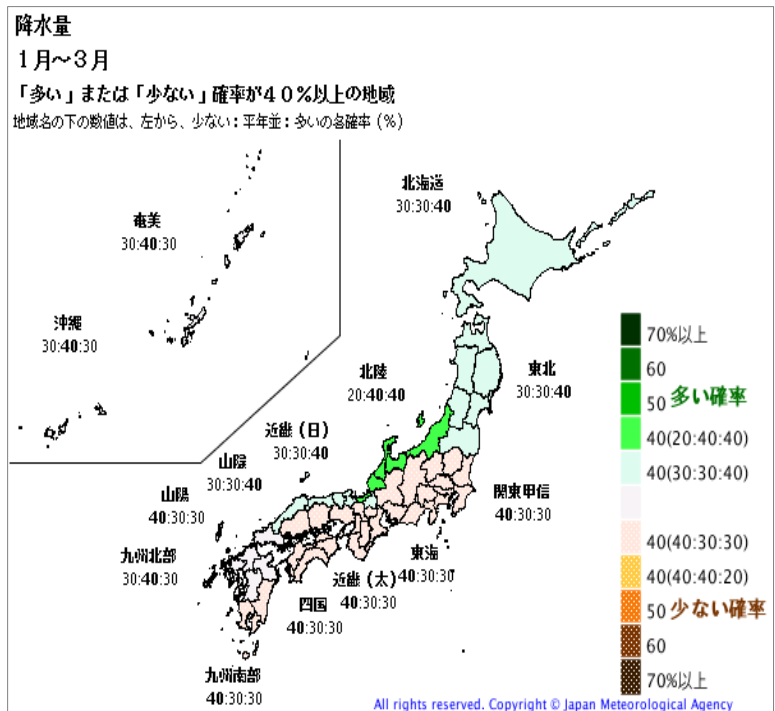 降水量
1月～3月
「多い」または「少ない」確率が40%以上の地域
地域名の下の数値は、左から、少ない：平年並：多いの各確率 (%)
北海道
30:30:40
奄美
30:40:30
沖縄
30:40:30
東北
30:30:40
北陸
20:40:40
近畿 (日)
30:30:40
山陰
30:30:40
山陽
40:30:30
関東甲信
40:30:30
九州北部
30:40:30
東海
40:30:30
近畿 (太)
40:30:30
四国
40:30:30
九州南部
40:30:30
70%以上
60
50 多い確率
40(20:40:40)
40(30:30:40)
40(40:30:30)
40(40:40:20)
50 少ない確率
60
70%以上
All rights reserved. Copyright © Japan Meteorological Agency